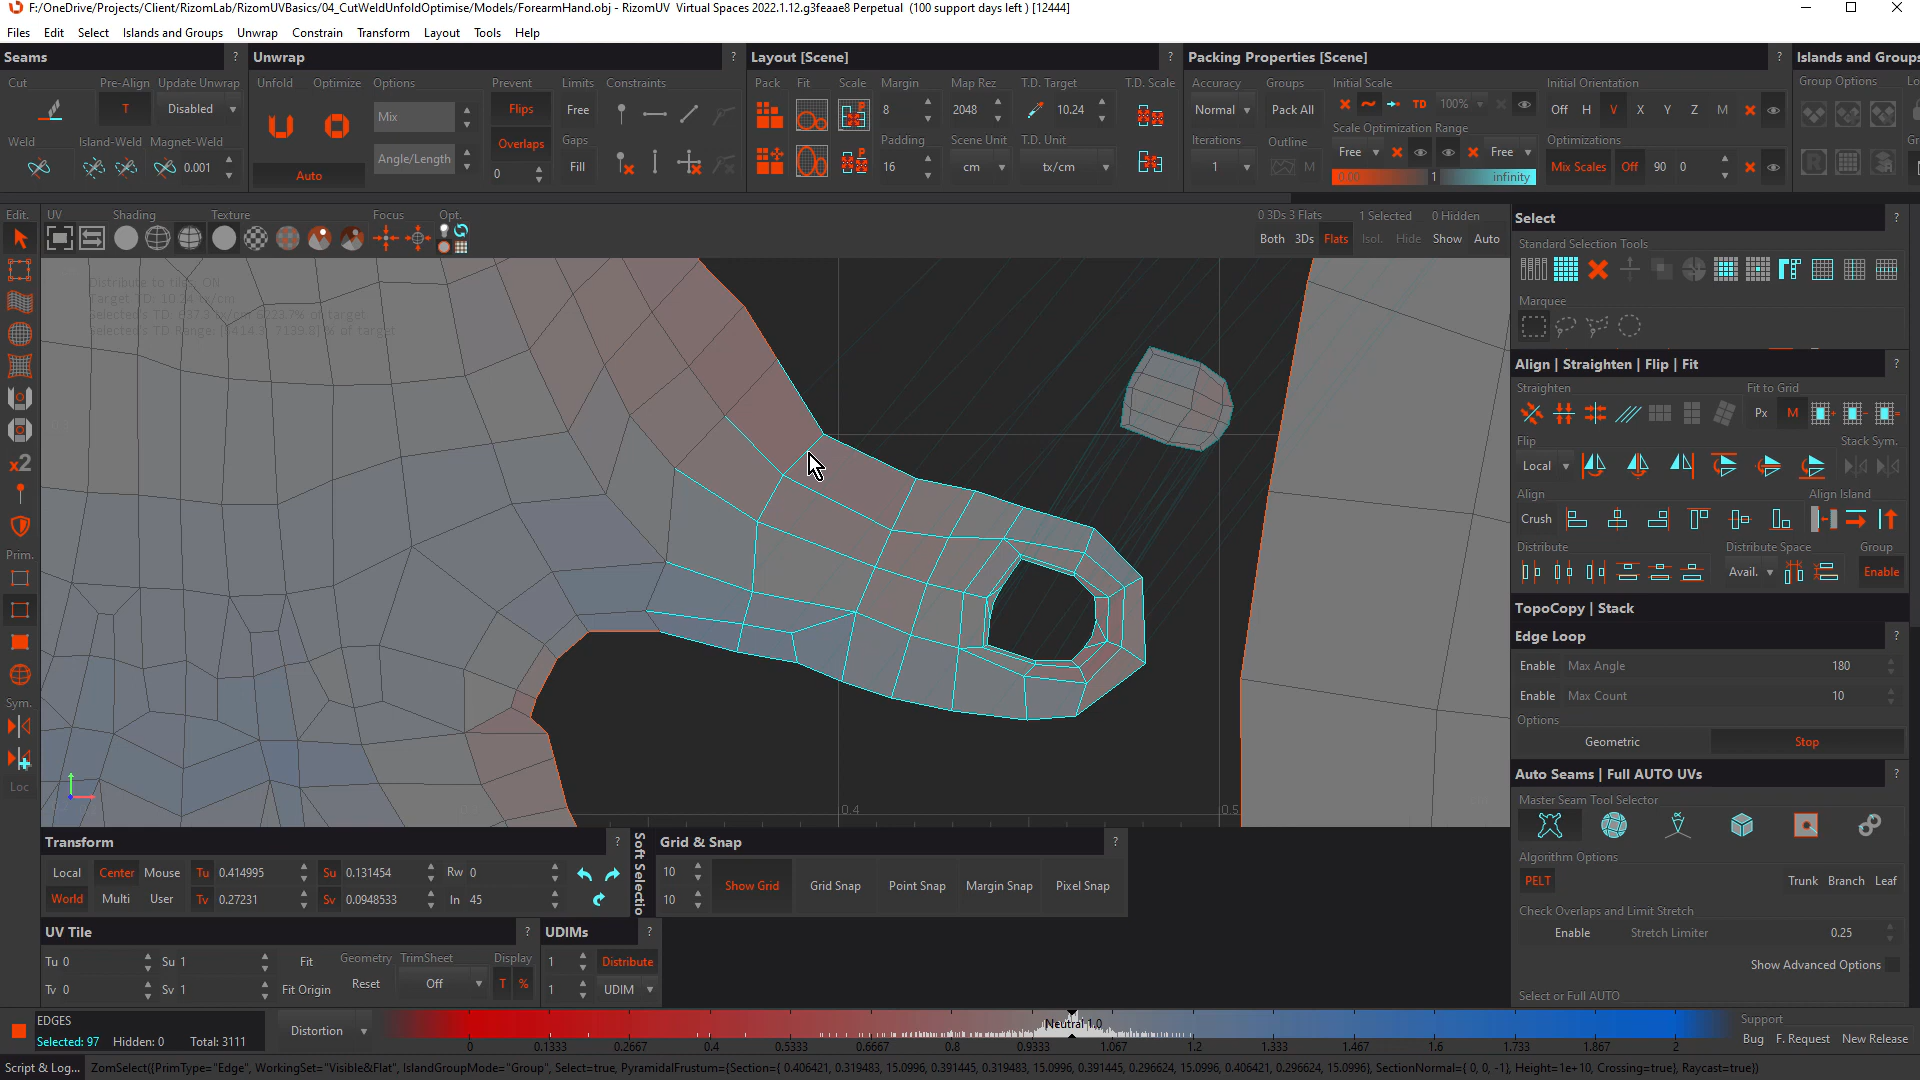 F:/OneDrive/Projects/Client/RizomLab/RizomUVBasics/04_CutWeldUnfoldOptimise/Models/ForearmHand.obj - RizomUV Virtual Spaces 2022.1.12.g3feaae8 Perpetual (100 support days left ) [12444]
Files Edit Select Islands and Groups Unwrap Constrain Transform Layout Tools Help
Seams ? Unwrap ? Layout [Scene] ? Packing Properties [Scene] ? Islands and Groups
Cut Pre-Align Update Unwrap Unfold Optimize Options Prevent Limits Constraints Pack Fit Scale Margin Map Rez T.D. Target T.D. Scale Accuracy Groups Initial Scale Initial Orientation Group Options
T Disabled Mix Flips Free 8 2048 10.24 Normal Pack All TD 100% Off H V X Y Z M
Weld Island-Weld Magnet-Weld Angle/Length Overlaps Gaps Padding Scene Unit T.D. Unit Iterations Outline Scale Optimization Range Optimizations
0.001 Auto 0 Fill 16 cm tx/cm 1 M Free Free Mix Scales Off 90 0
0.00 1 infinity
Edit. UV Shading Texture Focus Opt. 0 3Ds 3 Flats 1 Selected 0 Hidden
Both 3Ds Flats Isol. Hide Show Auto
Distribute to tiles: ON
Select ?
Standard Selection Tools
Marquee
Align | Straighten | Flip | Fit ?
Straighten Fit to Grid
Px M
Flip Stack Sym.
Local
Align Align Island
Crush
Distribute Distribute Space Group
Avail. Enable
TopoCopy | Stack
Edge Loop ?
Enable Max Angle 180
Enable Max Count 10
Options
Geometric Stop
Auto Seams | Full AUTO UVs ?
Master Seam Tool Selector
Algorithm Options
PELT Trunk Branch Leaf
Check Overlaps and Limit Stretch
Enable Stretch Limiter 0.25
Show Advanced Options
Select or Full AUTO
x2
Prim.
Sym.
Loc
0.4 0.5
Transform ? Soft Selectio Grid & Snap ?
Local Center Mouse Tu 0.414995 Su 0.131454 Rw 0 10
World Multi User Tv 0.27231 Sv 0.0948533 In 45 10
Show Grid Grid Snap Point Snap Margin Snap Pixel Snap
UV Tile ? UDIMs ?
Tu 0 Su 1 Fit Geometry TrimSheet Display 1 Distribute
Tv 0 Sv 1 Fit Origin Reset Off T % 1 UDIM
EDGES
Selected: 97 Hidden: 0 Total: 3111
Distortion Neutral 1.0
0 0.1333 0.2667 0.4 0.5333 0.6667 0.8 0.9333 1.067 1.2 1.333 1.467 1.6 1.733 1.867 2
Support
Bug F. Request New Release
Script & Log... ZomSelect({PrimType="Edge", WorkingSet="Visible&Flat", IslandGroupMode="Group", Select=true, PyramidalFrustum={Section={ 0.406421, 0.319483, 15.0996, 0.391445, 0.319483, 15.0996, 0.391445, 0.296624, 15.0996, 0.406421, 0.296624, 15.0996}, SectionNormal={ 0, 0, -1}, Height=1e+10, Crossing=true}, Raycast=true})